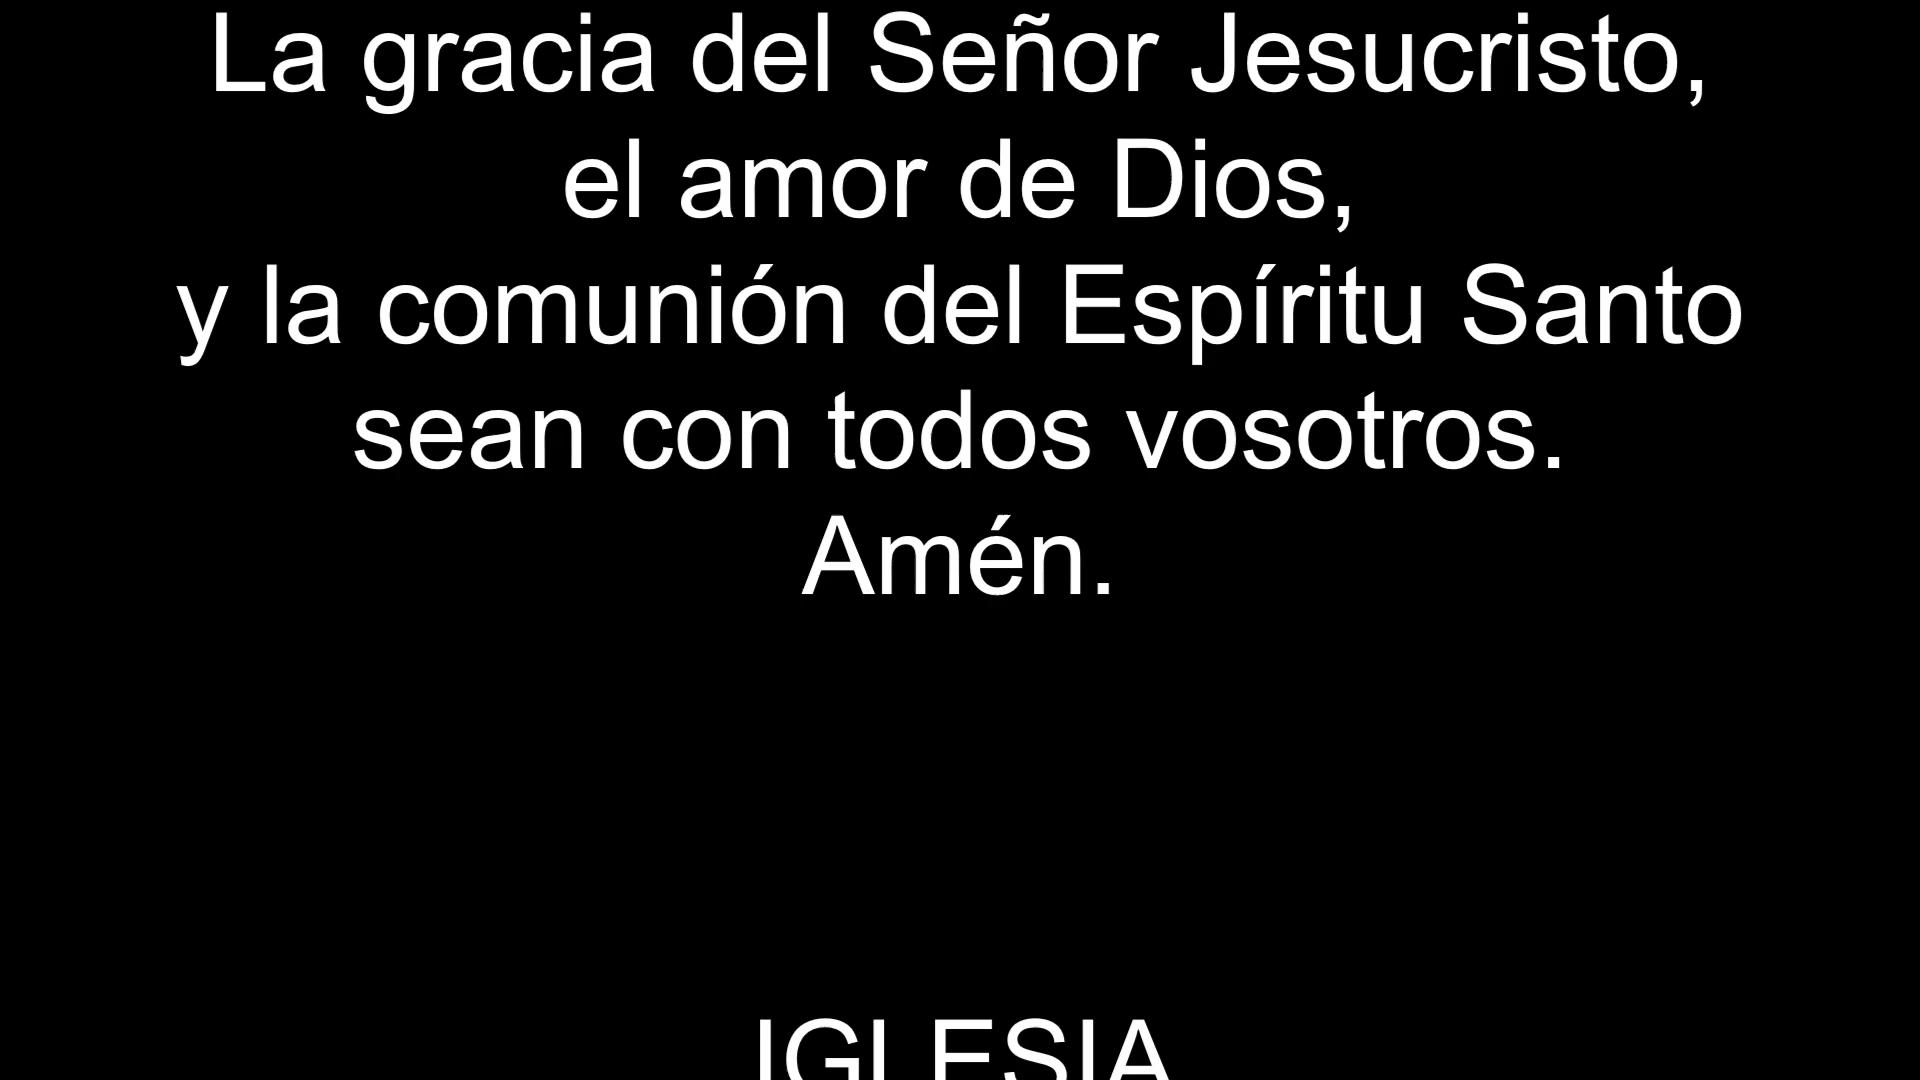 La gracia del Señor Jesucristo,
el amor de Dios,
y la comunión del Espíritu Santo
sean con todos vosotros.
Amén.
IGLESIA